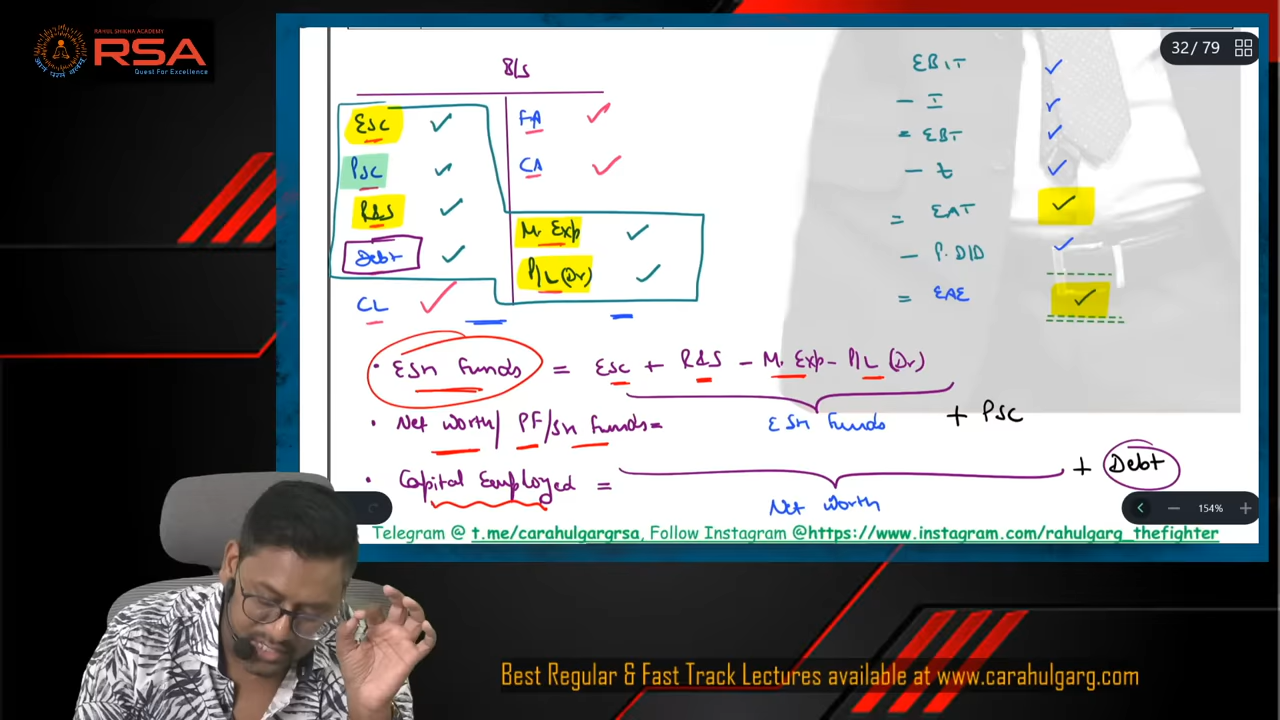 RAHUL SHIKHA ACADEMY
RSA
Quest For Excellence
32 / 79
B/S
ESC ✓ FA ✓
PSC ✓ CA ✓
R&S ✓ M. Exp ✓
Debt ✓ P/L (Dr) ✓
CL ✓
EBIT ✓
- I ✓
= EBT ✓
- t ✓
= EAT ✓
- P. DID ✓
= EAE ✓
• ESH Funds = ESC + R&S - M. Exp - P/L (Dr)
• Net Worth / PF / SH Funds = ESH Funds + PSC
• Capital Employed = Net Worth + Debt
154%
Telegram @ t.me/carahulgargrsa, Follow Instagram @https://www.instagram.com/rahulgarg_thefighter
Best Regular & Fast Track Lectures available at www.carahulgarg.com